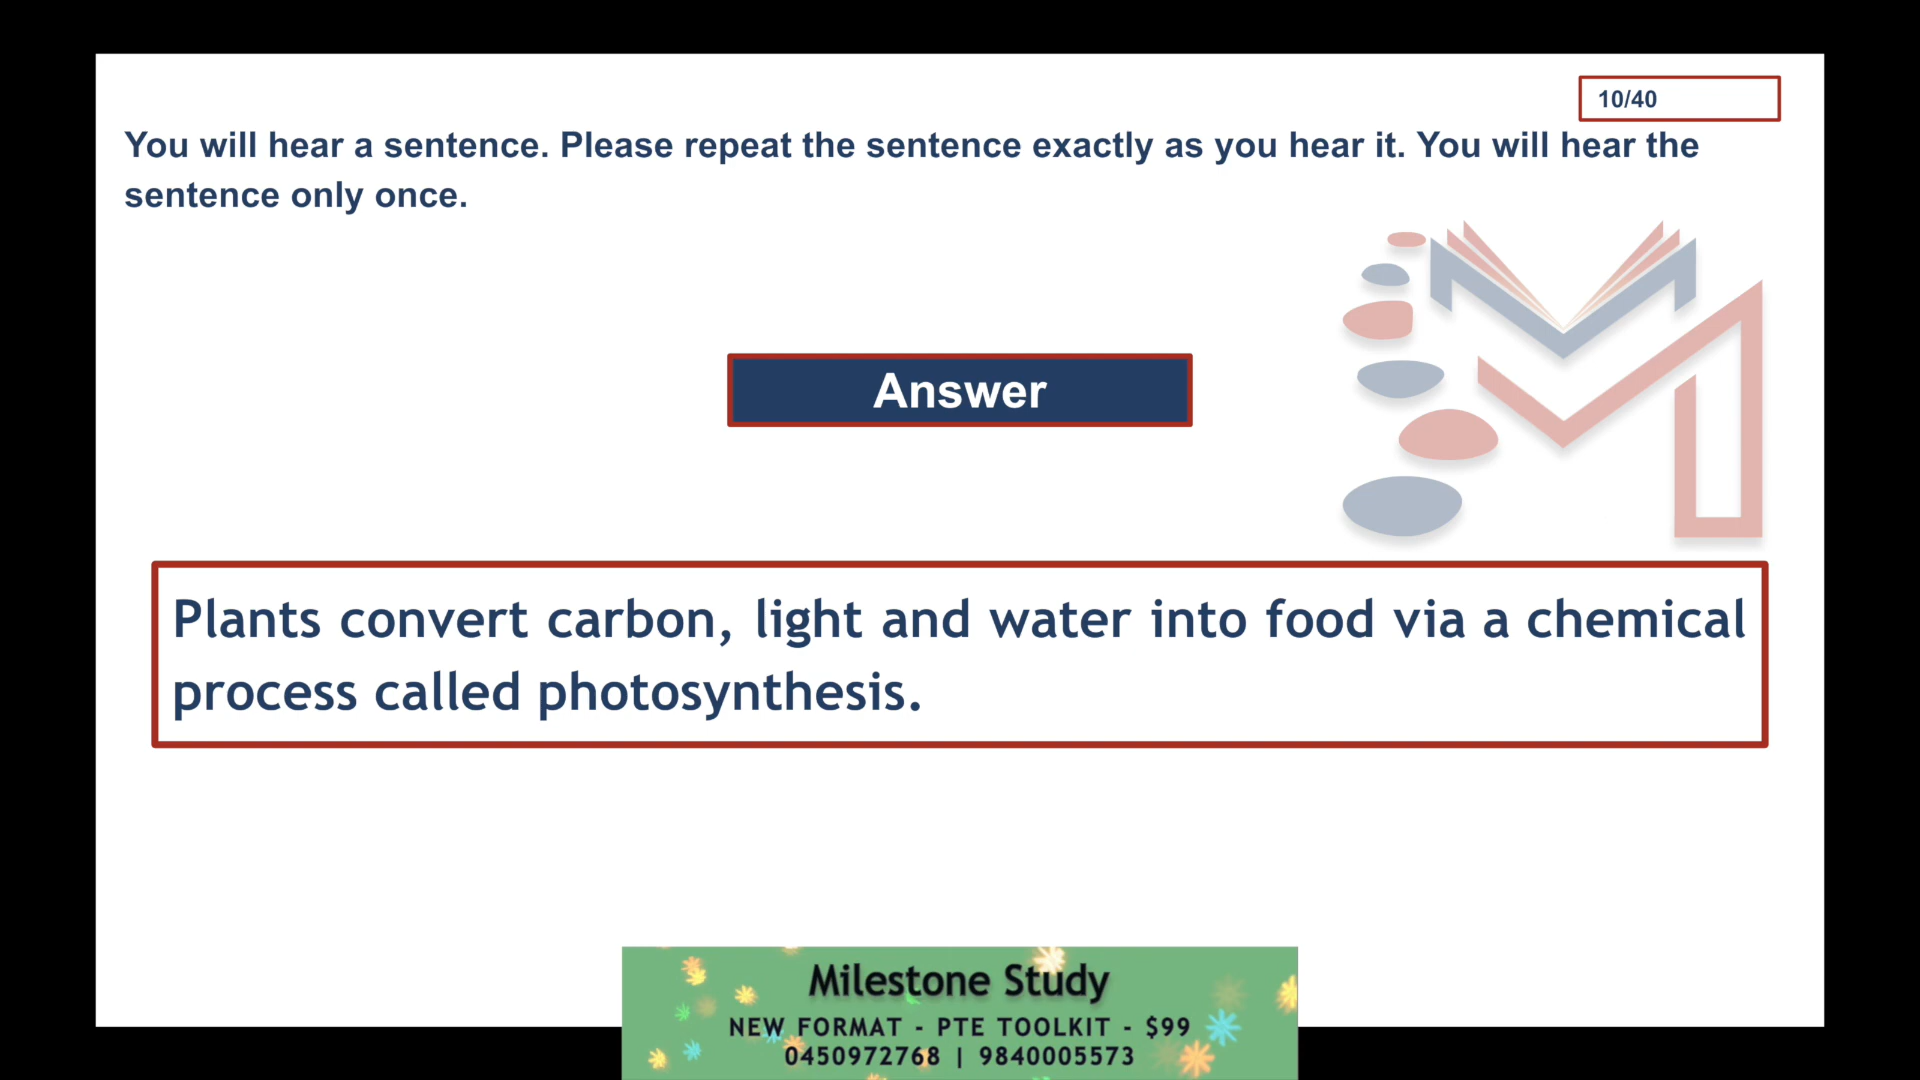 10/40
You will hear a sentence. Please repeat the sentence exactly as you hear it. You will hear the
sentence only once.
Answer
Plants convert carbon, light and water into food via a chemical
process called photosynthesis.
Milestone Study
NEW FORMAT - PTE TOOLKIT - $99
0450972768 | 9840005573